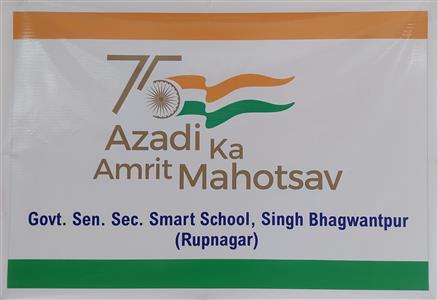 75
Azadi Ka
Amrit Mahotsav
Govt. Sen. Sec. Smart School, Singh Bhagwantpur
(Rupnagar)